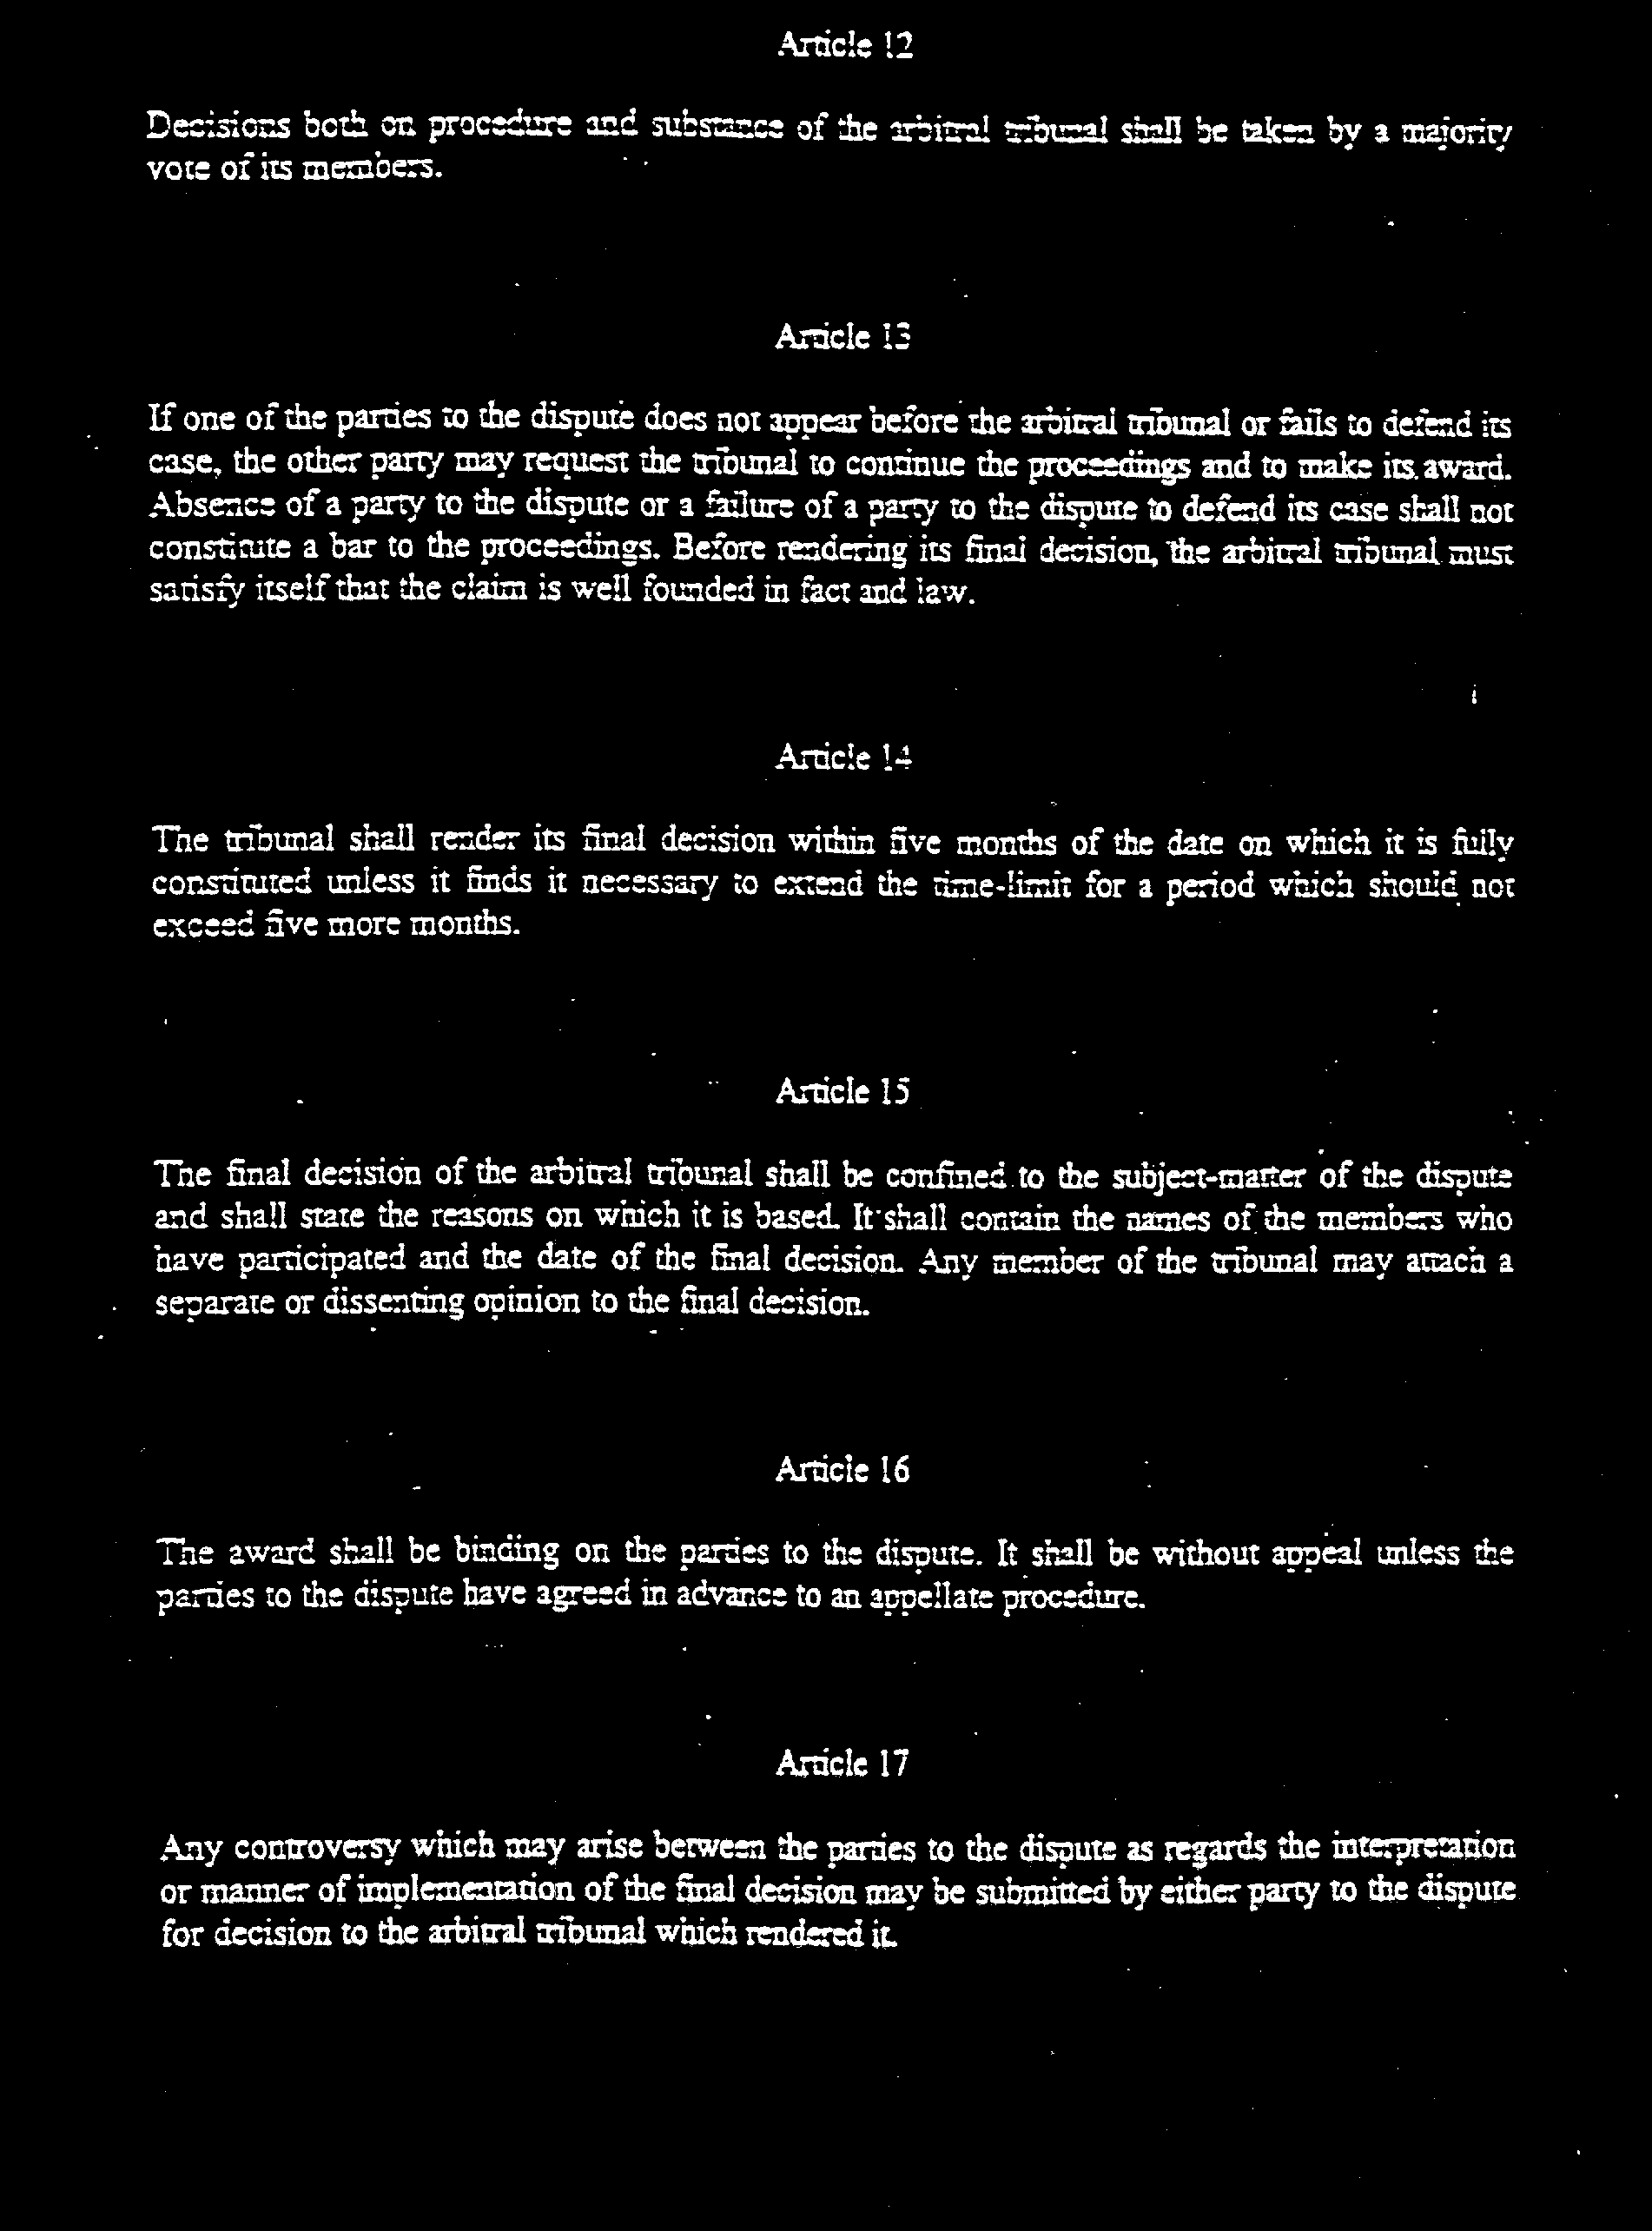 Article 12
Decisions both on procedure and substance of the arbitral tribunal shall be taken by a majority
vote of its members.
Article 13
If one of the parties to the dispute does not appear before the arbitral tribunal or fails to defend its
case, the other party may request the tribunal to continue the proceedings and to make its award.
Absence of a party to the dispute or a failure of a party to the dispute to defend its case shall not
constitute a bar to the proceedings. Before rendering its final decision, the arbitral tribunal must
satisfy itself that the claim is well founded in fact and law.
Article 14
The tribunal shall render its final decision within five months of the date on which it is fully
constituted unless it finds it necessary to extend the time-limit for a period which should not
exceed five more months.
Article 15
The final decision of the arbitral tribunal shall be confined to the subject-matter of the dispute
and shall state the reasons on which it is based. It shall contain the names of the members who
have participated and the date of the final decision. Any member of the tribunal may attach a
separate or dissenting opinion to the final decision.
Article 16
The award shall be binding on the parties to the dispute. It shall be without appeal unless the
parties to the dispute have agreed in advance to an appellate procedure.
Article 17
Any controversy which may arise between the parties to the dispute as regards the interpretation
or manner of implementation of the final decision may be submitted by either party to the dispute
for decision to the arbitral tribunal which rendered it.